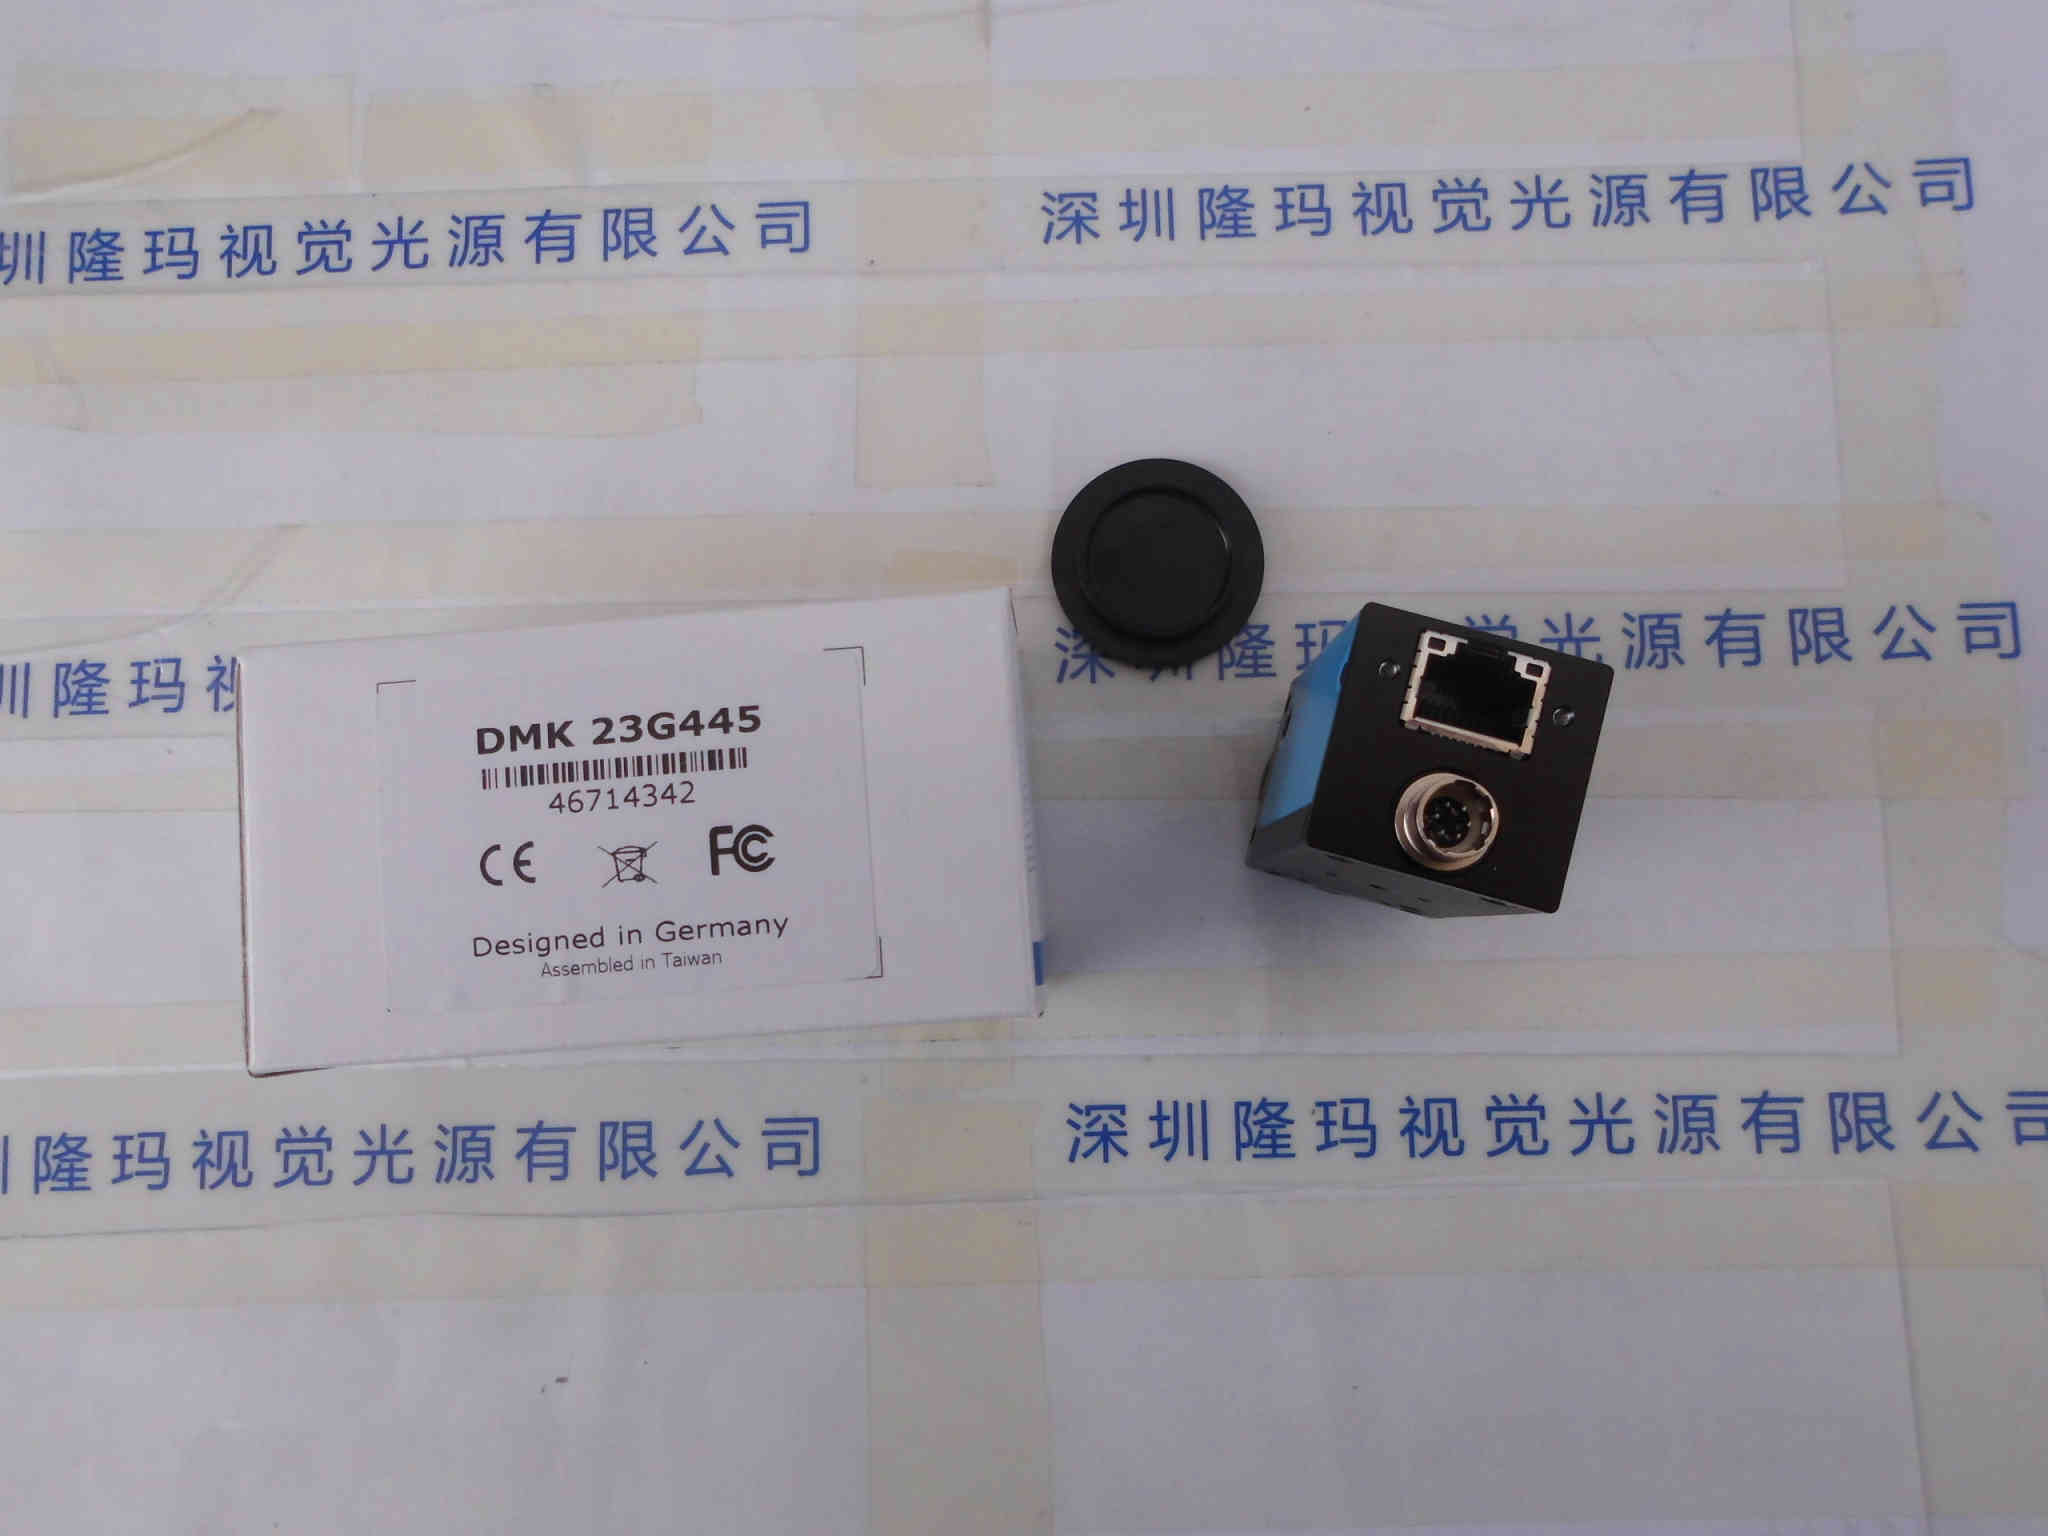 圳隆玛视觉光源有限公司
深圳隆玛视觉光源有限公司
圳隆玛
深圳隆
觉光源有限公司
DMK 23G445
46714342
CE
FC
Designed in Germany
Assembled in Taiwan
隆玛视觉光源有限公司
深圳隆玛视觉光源有限公司